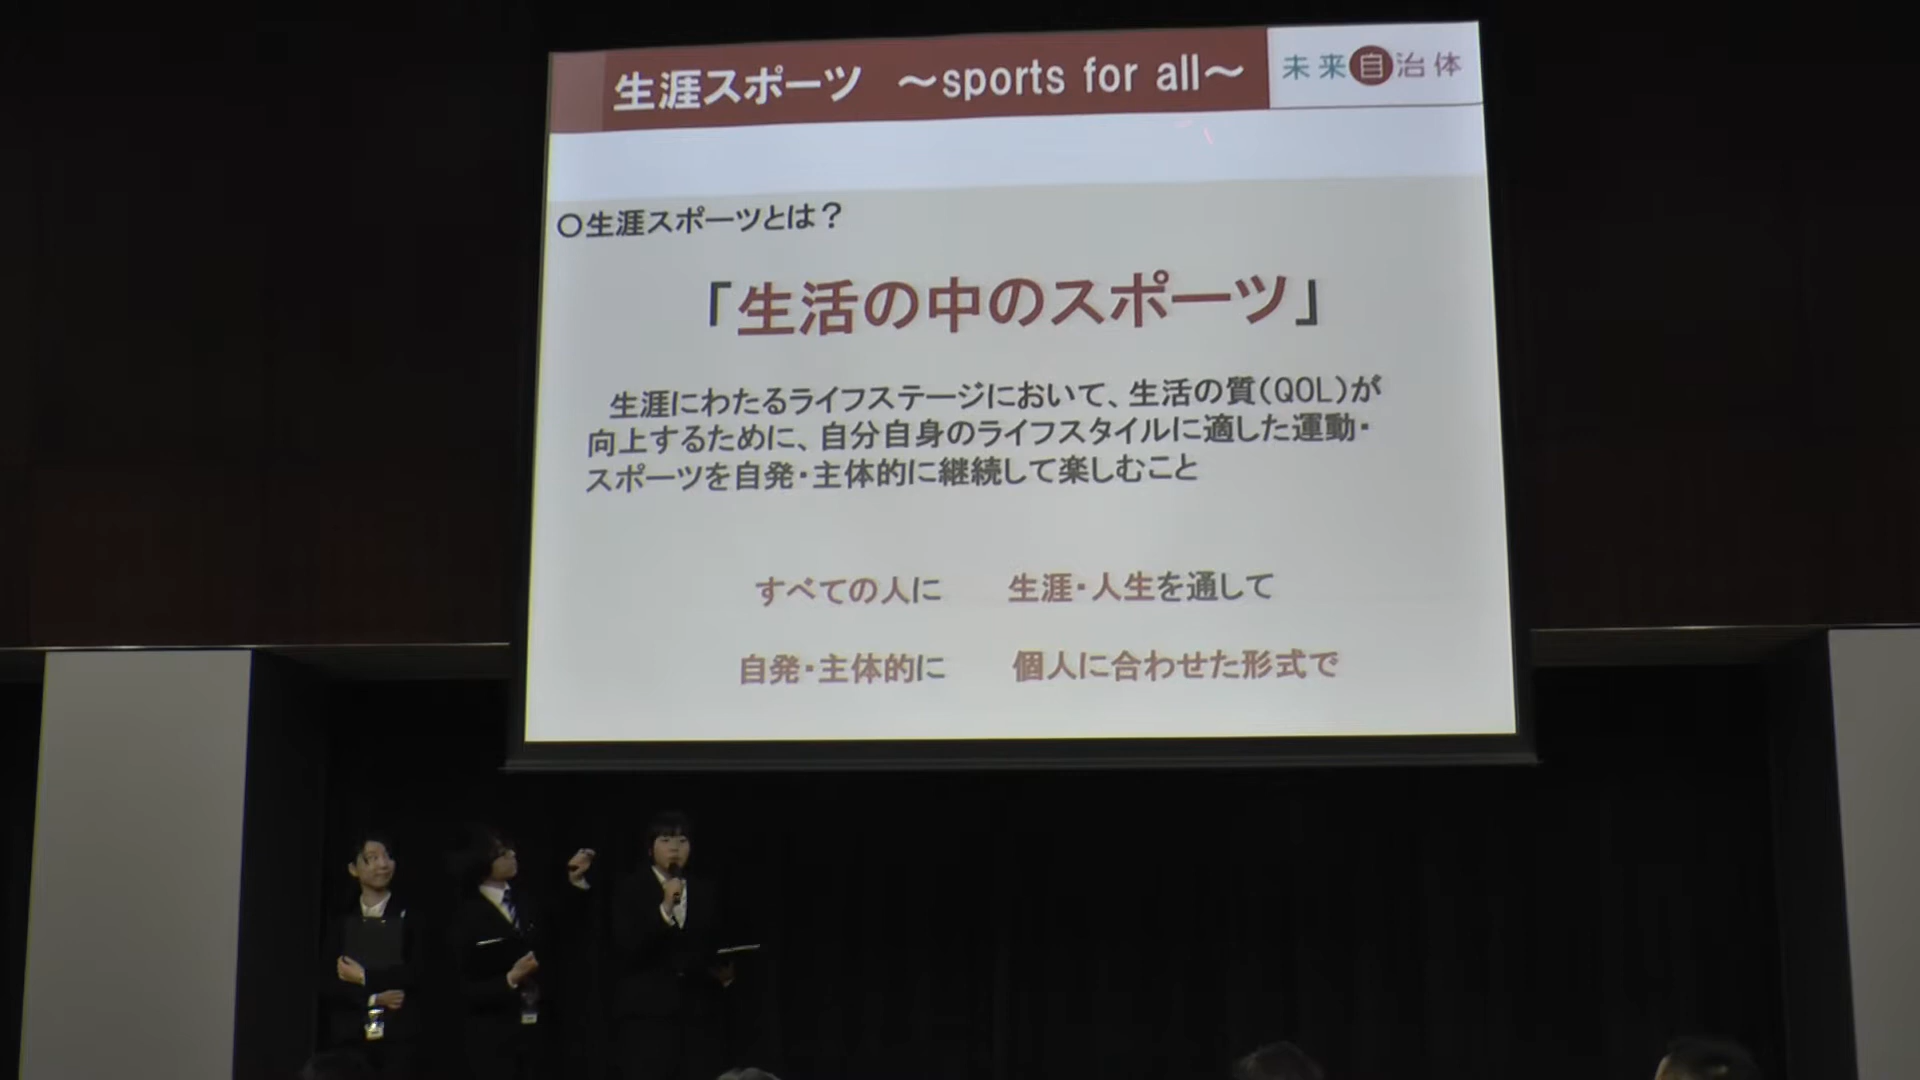 生涯スポーツ　～sports for all～
未来自治体
〇生涯スポーツとは？
「生活の中のスポーツ」
生涯にわたるライフステージにおいて、生活の質(QOL)が
向上するために、自分自身のライフスタイルに適した運動・
スポーツを自発・主体的に継続して楽しむこと
すべての人に　生涯・人生を通して
自発・主体的に　個人に合わせた形式で